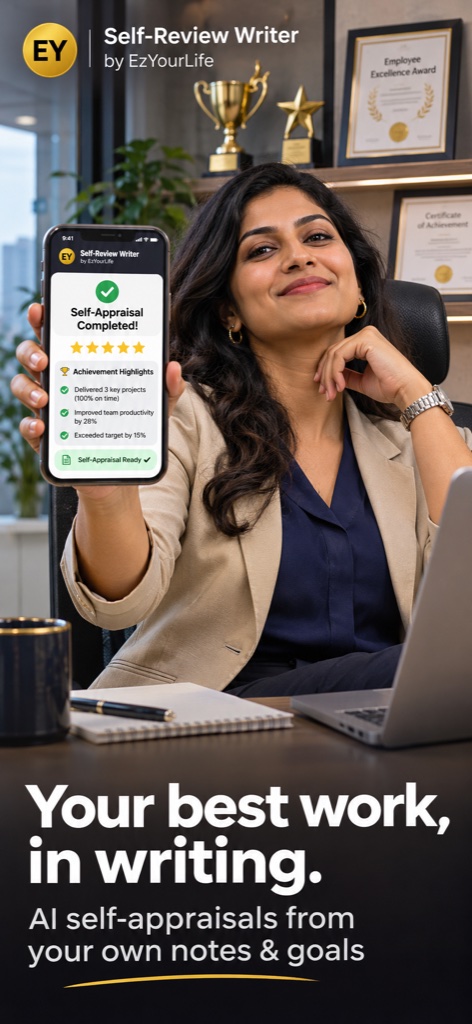 EY
Self-Review Writer
by EzYourLife
Employee
Excellence Award
Certificate
of Achievement
9:41
EY
Self-Review Writer
by EzYourLife
Self-Appraisal
Completed!
Achievement Highlights
Delivered 3 key projects
(100% on time)
Improved team productivity
by 28%
Exceeded target by 15%
Self-Appraisal Ready
Your best work,
in writing.
AI self-appraisals from
your own notes & goals